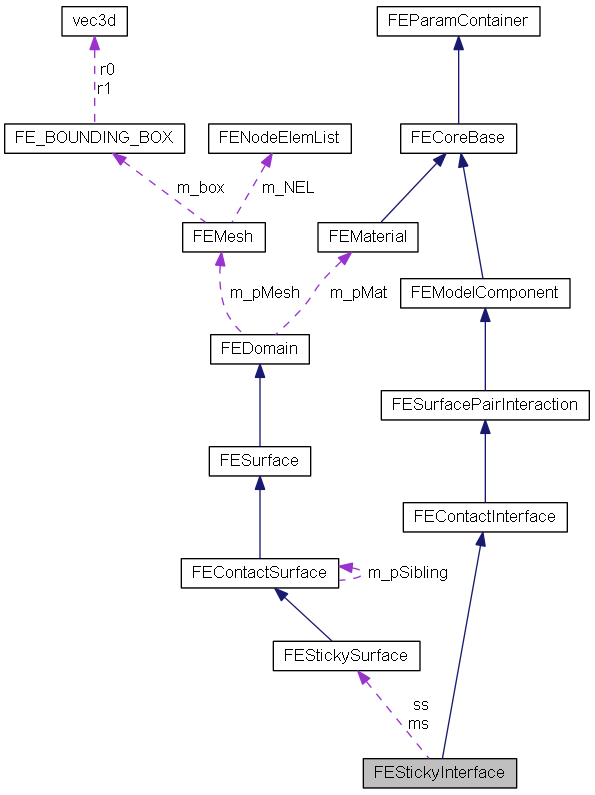 vec3d
FEParamContainer
r0
r1
FE_BOUNDING_BOX
FENodeElemList
FECoreBase
m_box
m_NEL
FEMesh
FEMaterial
m_pMesh
m_pMat
FEModelComponent
FEDomain
FESurfacePairInteraction
FESurface
FEContactInterface
FEContactSurface
m_pSibling
FEStickySurface
ss
ms
FEStickyInterface